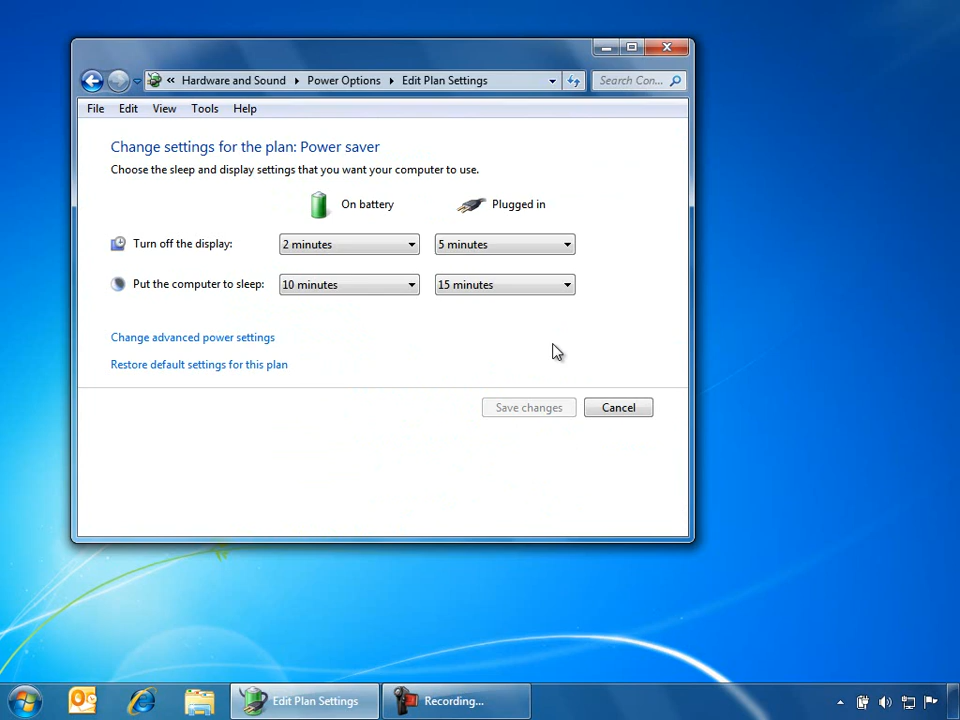 « Hardware and Sound ▸ Power Options ▸ Edit Plan Settings
Search Con...
File Edit View Tools Help
Change settings for the plan: Power saver
Choose the sleep and display settings that you want your computer to use.
On battery Plugged in
Turn off the display: 2 minutes 5 minutes
Put the computer to sleep: 10 minutes 15 minutes
Change advanced power settings
Restore default settings for this plan
Save changes Cancel
Edit Plan Settings Recording...